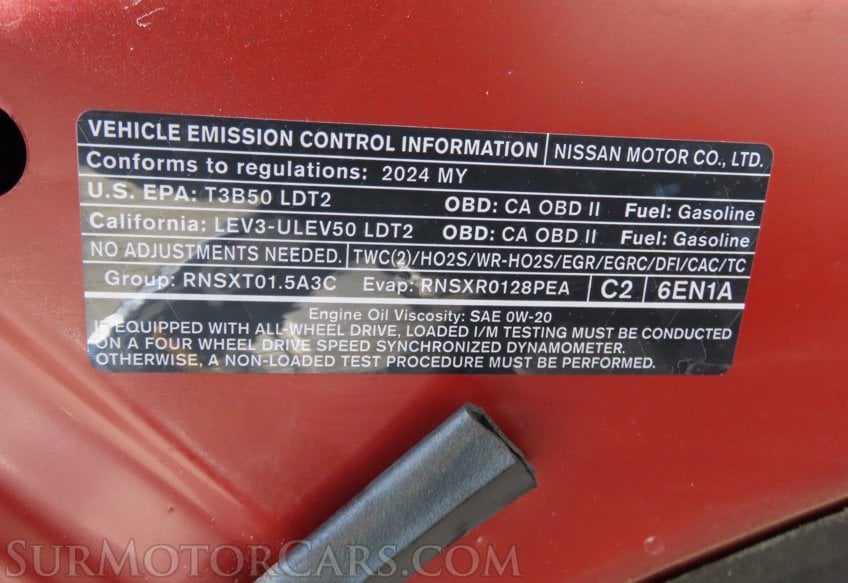 VEHICLE EMISSION CONTROL INFORMATION NISSAN MOTOR CO., LTD.
Conforms to regulations: 2024 MY
U.S. EPA: T3B50 LDT2 OBD: CA OBD II Fuel: Gasoline
California: LEV3-ULEV50 LDT2 OBD: CA OBD II Fuel: Gasoline
NO ADJUSTMENTS NEEDED. TWC(2)/HO2S/WR-HO2S/EGR/EGRC/DFI/CAC/TC
Group: RNSXT01.5A3C Evap: RNSXR0128PEA C2 6EN1A
Engine Oil Viscosity: SAE 0W-20
IF EQUIPPED WITH ALL-WHEEL DRIVE, LOADED I/M TESTING MUST BE CONDUCTED
ON A FOUR WHEEL DRIVE SPEED SYNCHRONIZED DYNAMOMETER.
OTHERWISE, A NON-LOADED TEST PROCEDURE MUST BE PERFORMED.
SURMOTORCARS.COM